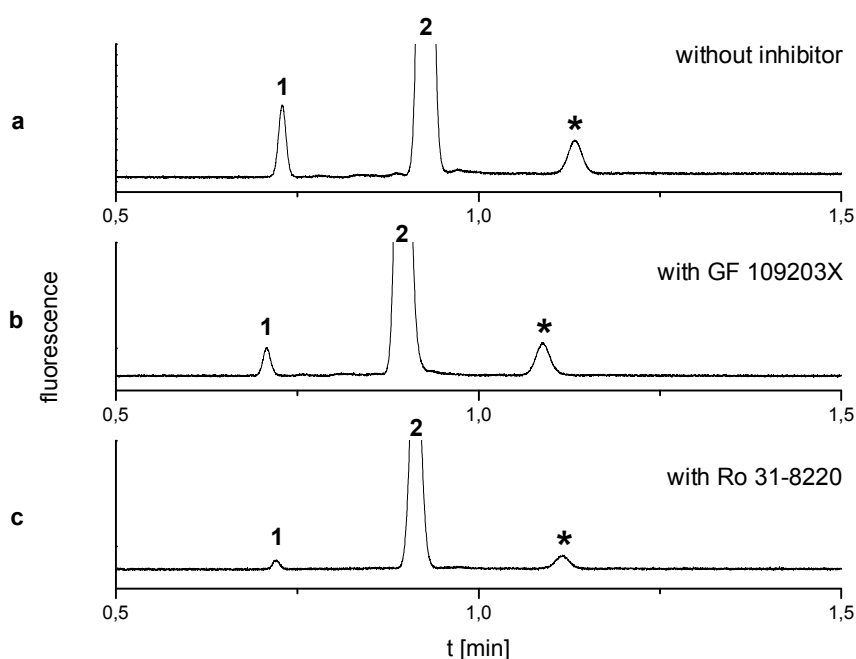 2
without inhibitor
1
*
a
0,5 1,0 1,5
2
with GF 109203X
1
*
b
fluorescence
0,5 1,0 1,5
2
with Ro 31-8220
1
*
c
0,5 1,0 1,5
t [min]